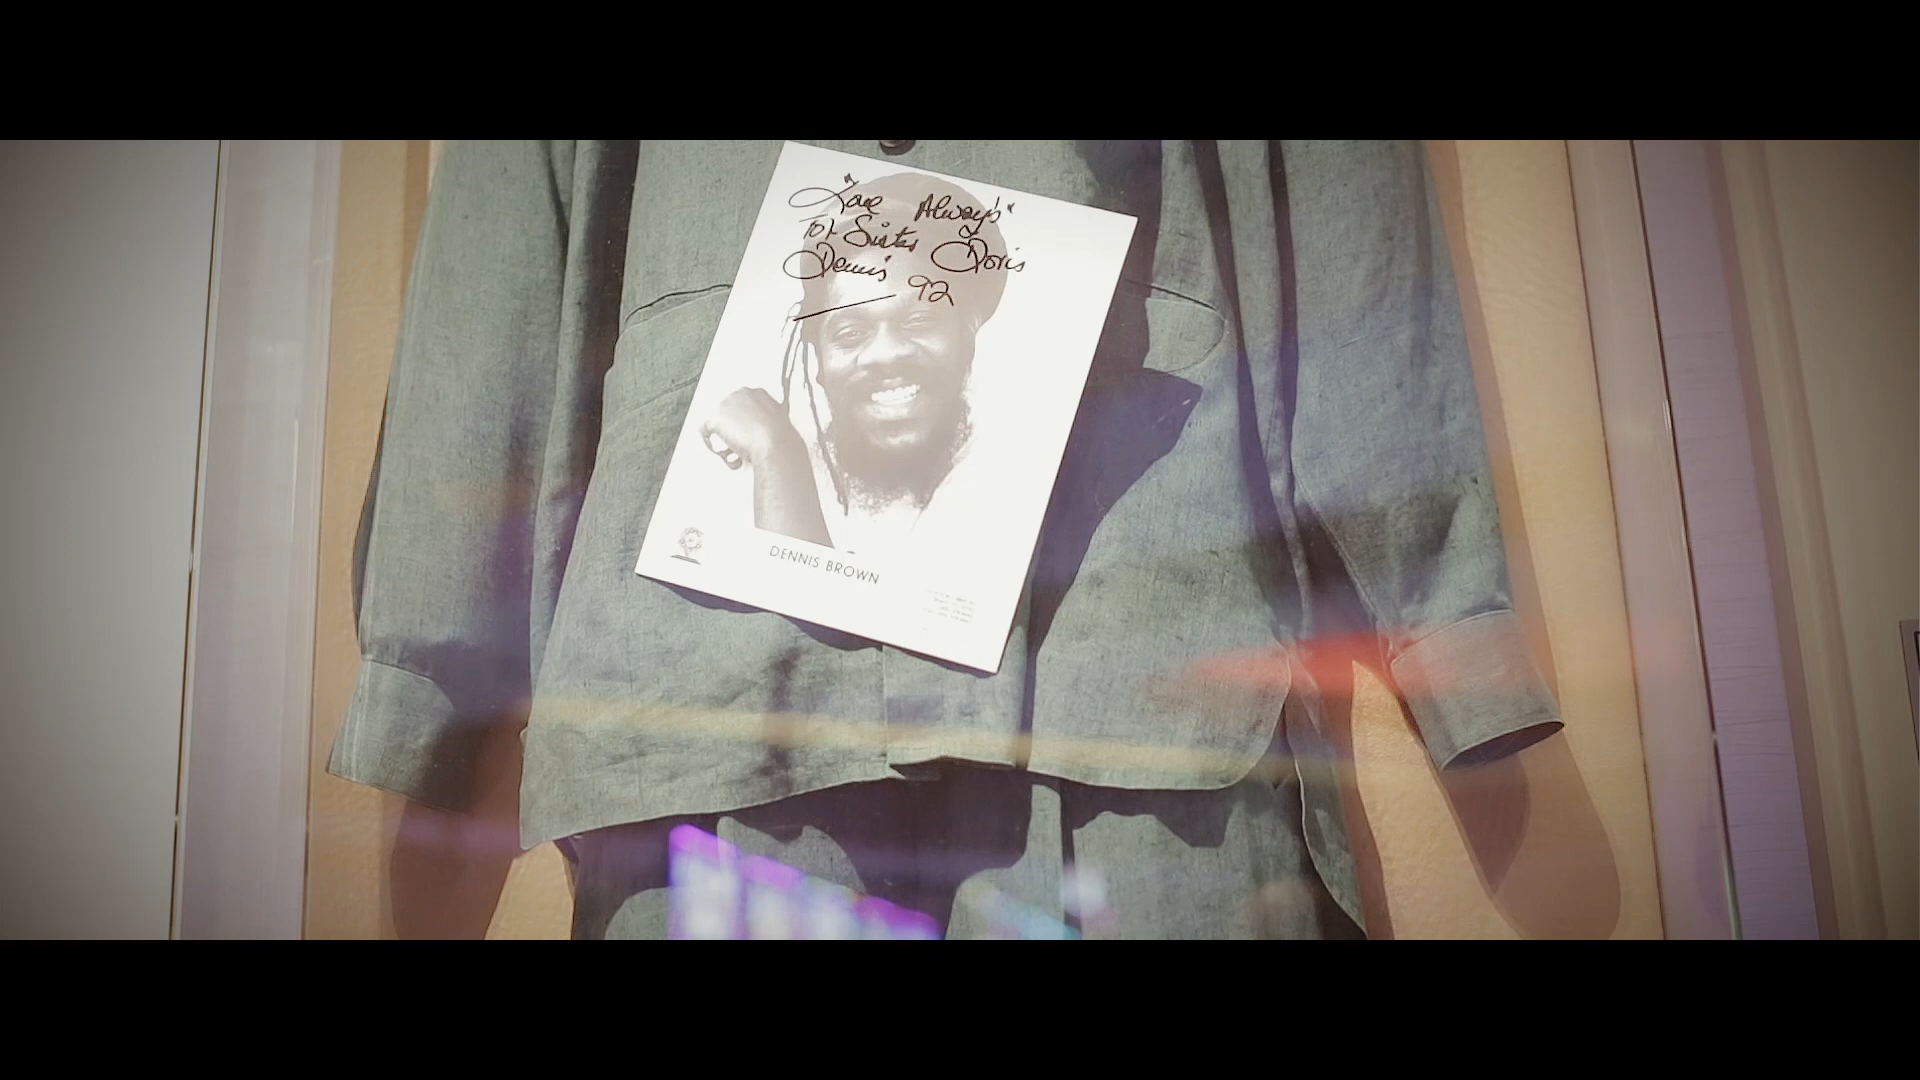 "Love Always"
To Sister Doris
Dennis 92
DENNIS BROWN